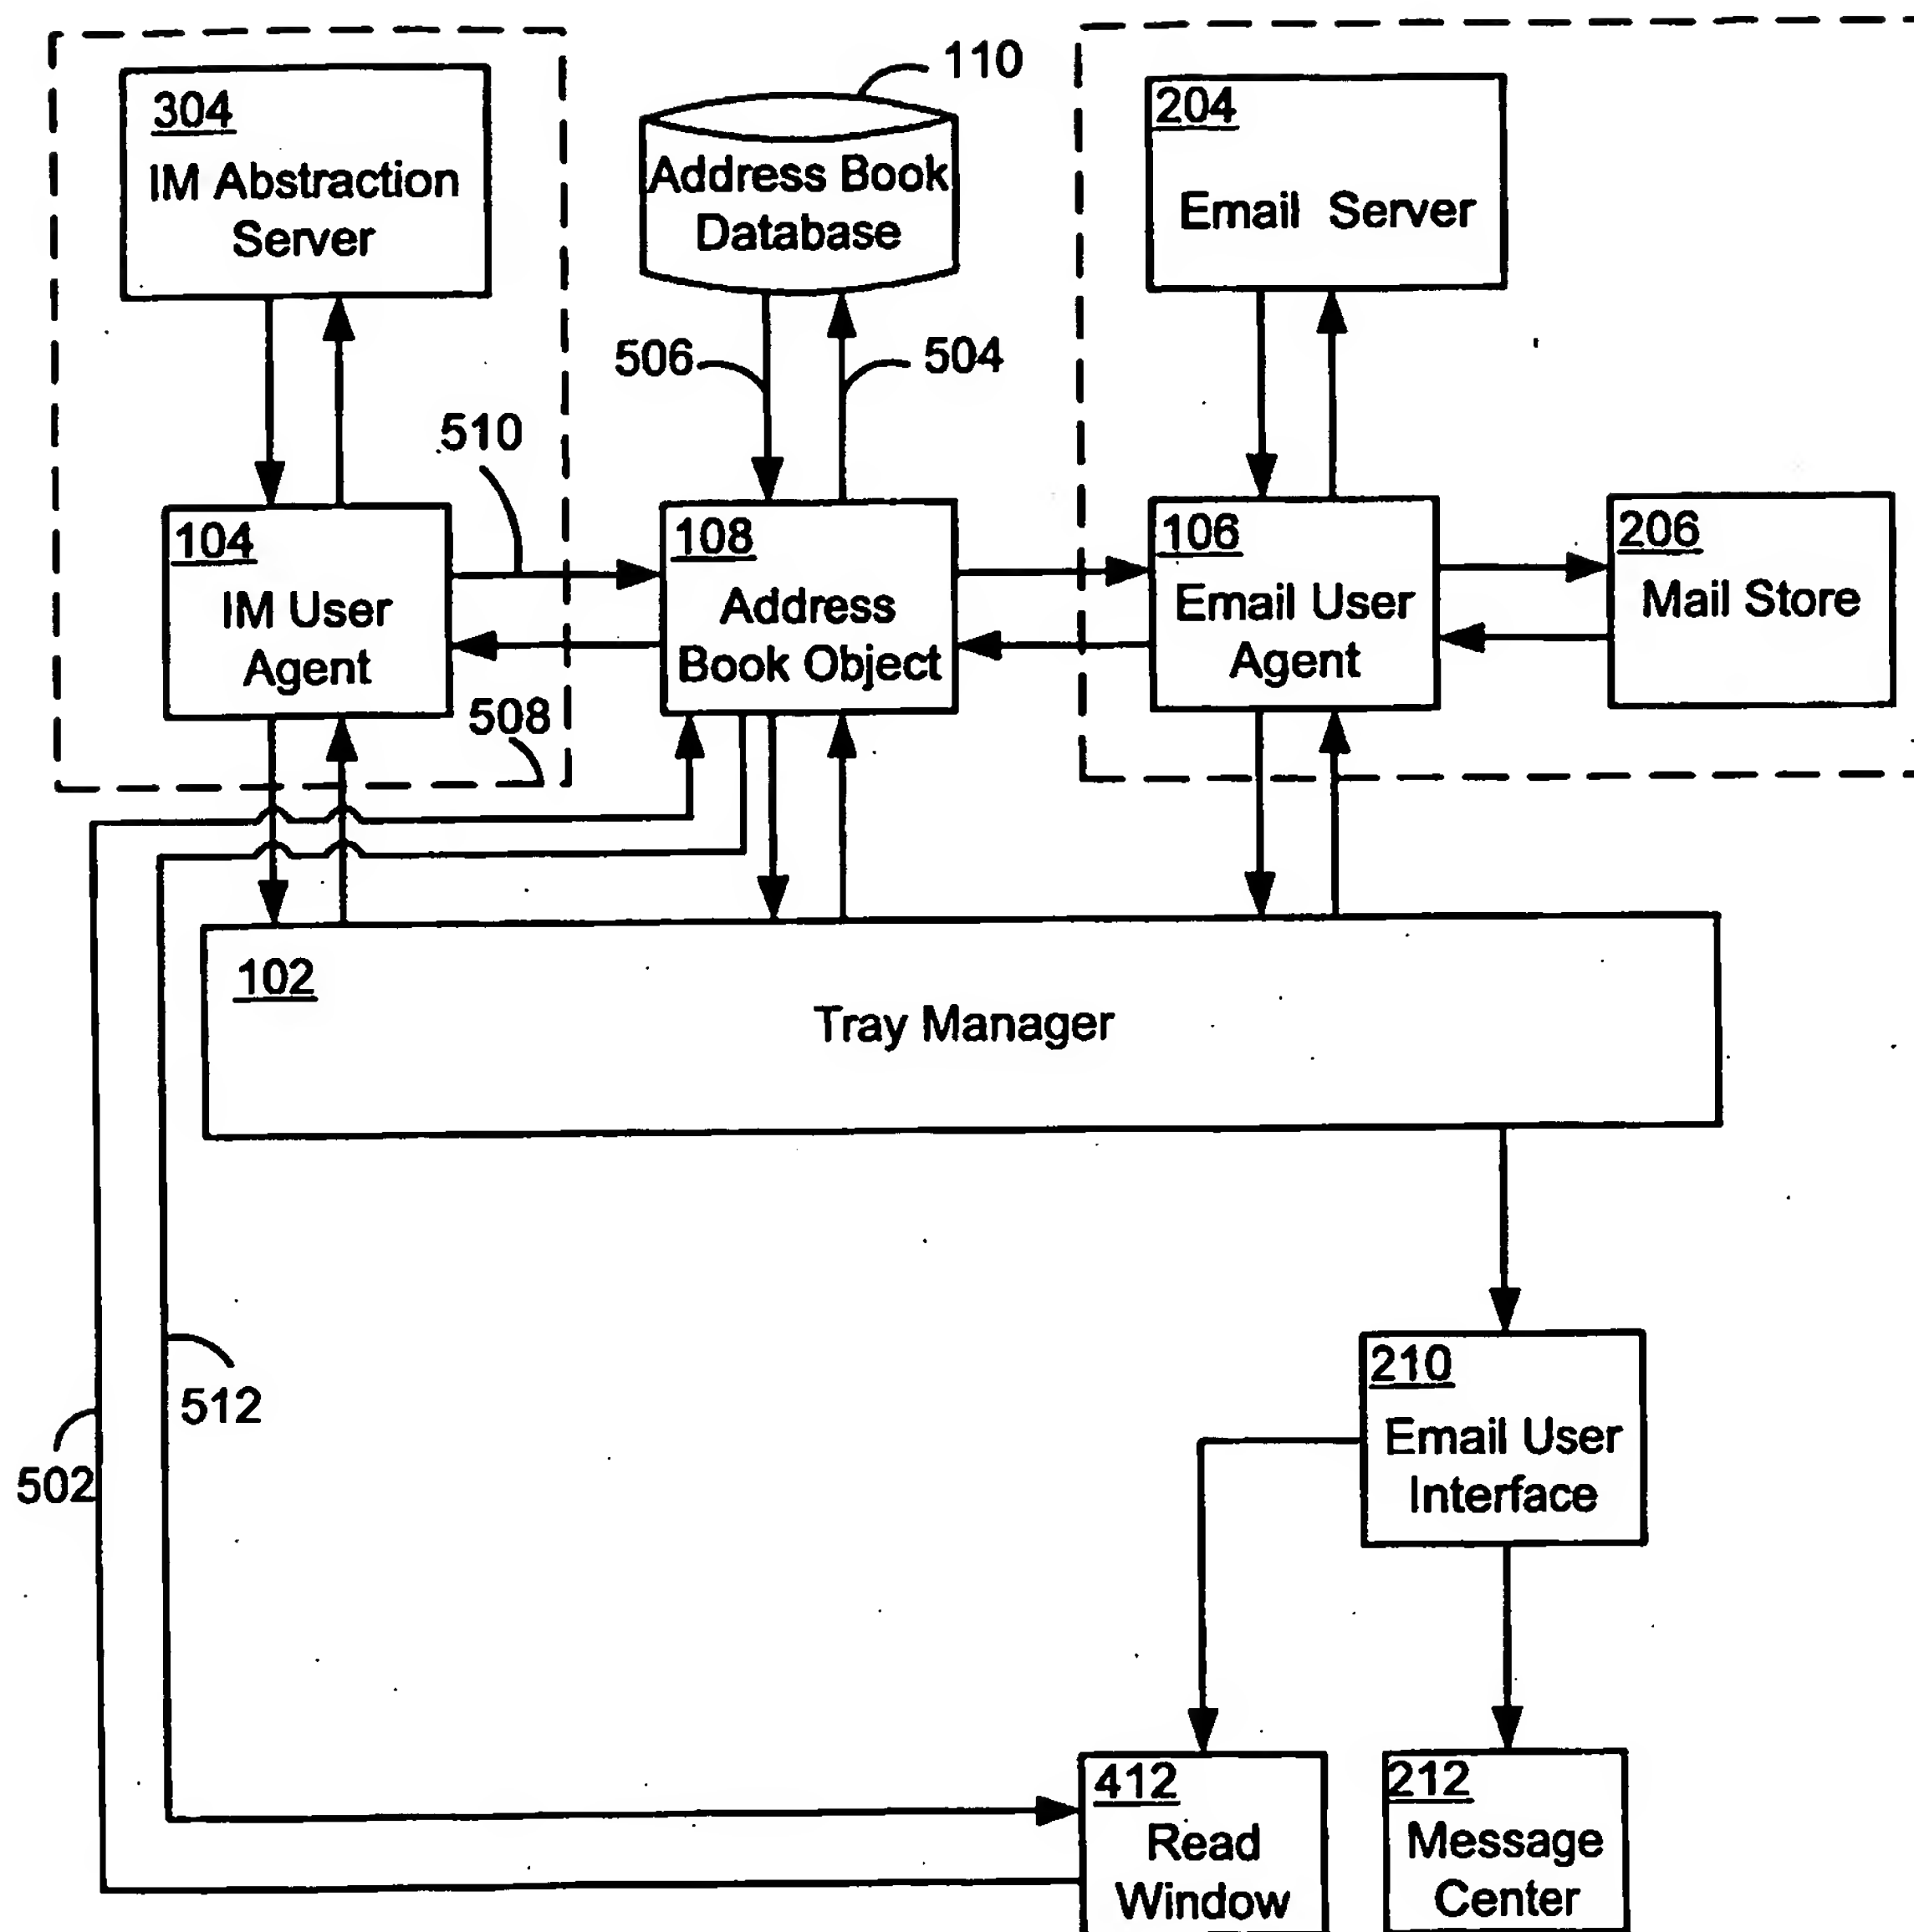 110
304
IM Abstraction
Server
Address Book
Database
204
Email Server
506
504
510
104
IM User
Agent
108
Address
Book Object
106
Email User
Agent
206
Mail Store
508
102
Tray Manager
210
Email User
Interface
512
502
412
Read
Window
212
Message
Center